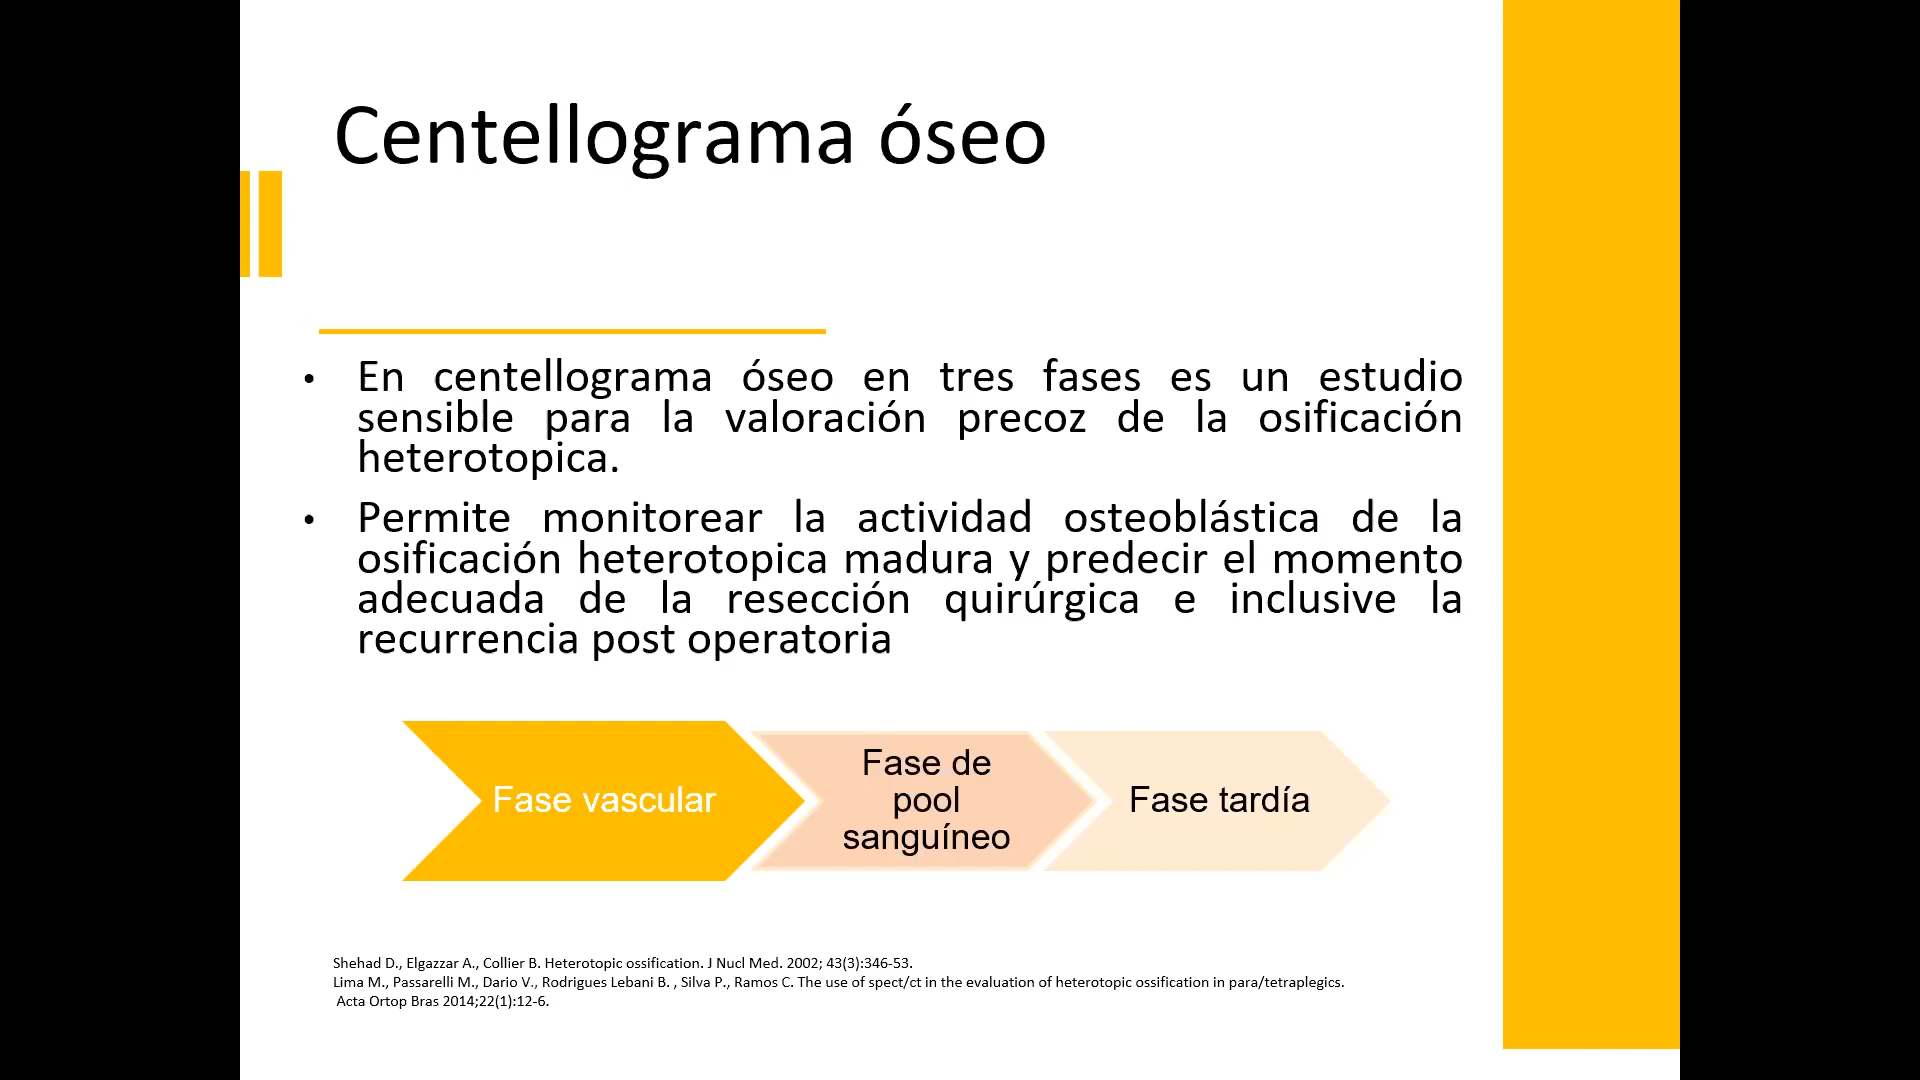 Centellograma óseo
• En centellograma óseo en tres fases es un estudio
sensible para la valoración precoz de la osificación
heterotopica.
• Permite monitorear la actividad osteoblástica de la
osificación heterotopica madura y predecir el momento
adecuada de la resección quirúrgica e inclusive la
recurrencia post operatoria
Fase vascular
Fase de
pool
sanguíneo
Fase tardía
Shehad D., Elgazzar A., Collier B. Heterotopic ossification. J Nucl Med. 2002; 43(3):346-53.
Lima M., Passarelli M., Dario V., Rodrigues Lebani B. , Silva P., Ramos C. The use of spect/ct in the evaluation of heterotopic ossification in para/tetraplegics.
Acta Ortop Bras 2014;22(1):12-6.